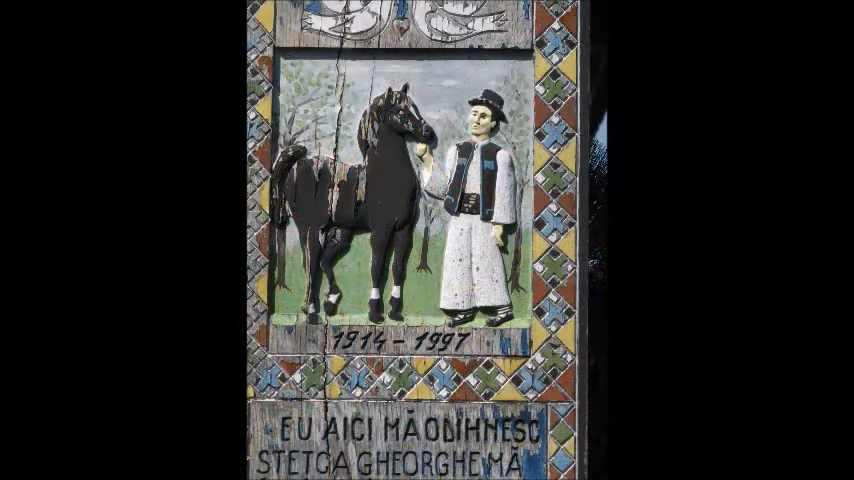 1914-1997
EU AICI MĂ ODIHNESC
STETCA GHEORGHE MĂ